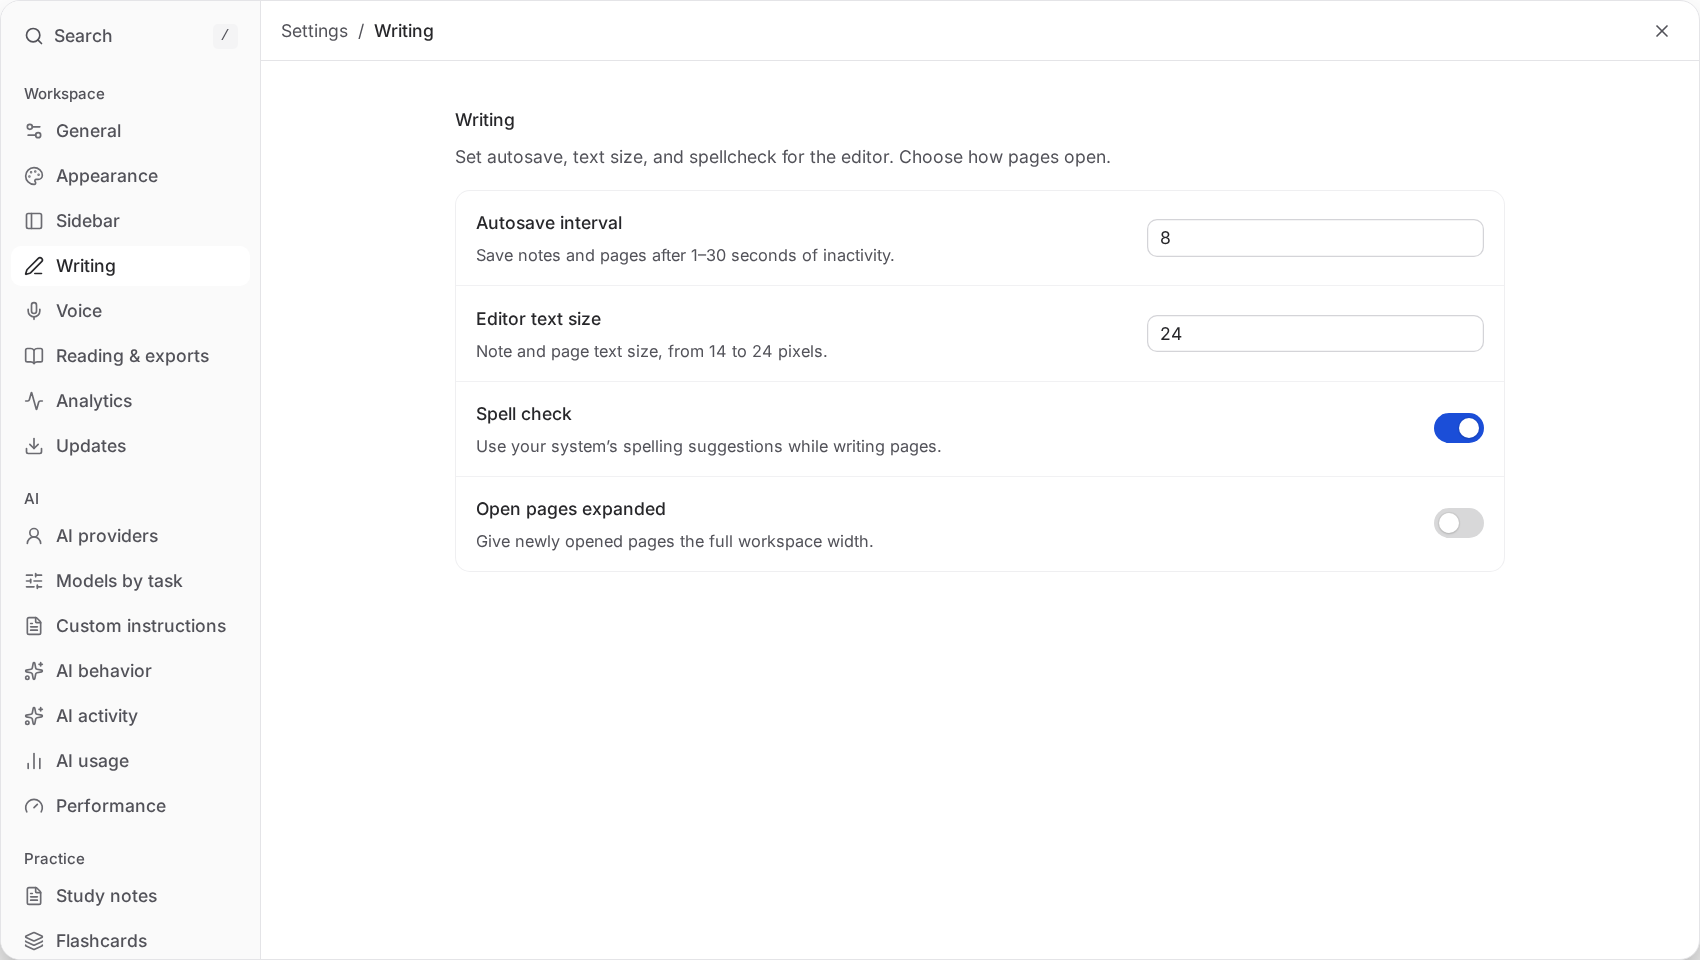 Search /
Workspace
General
Appearance
Sidebar
Writing
Voice
Reading & exports
Analytics
Updates
AI
AI providers
Models by task
Custom instructions
AI behavior
AI activity
AI usage
Performance
Practice
Study notes
Flashcards
Settings / Writing
Writing
Set autosave, text size, and spellcheck for the editor. Choose how pages open.
Autosave interval
Save notes and pages after 1–30 seconds of inactivity.
8
Editor text size
Note and page text size, from 14 to 24 pixels.
24
Spell check
Use your system’s spelling suggestions while writing pages.
Open pages expanded
Give newly opened pages the full workspace width.